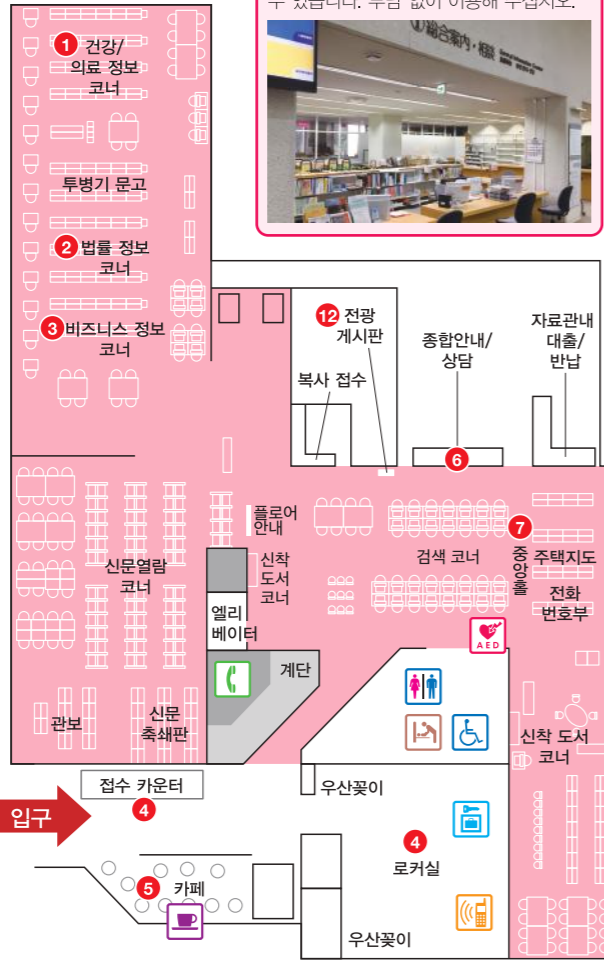 수 있습니다. 부담 없이 이용해 주십시오.
①総合案内・相談
1 건강/
의료 정보
코너
투병기 문고
2 법률 정보
코너
3 비즈니스 정보
코너
12 전광
게시판
복사 접수
종합안내/
상담
6
자료관내
대출/
반납
플로어
안내
신착
도서
코너
신문열람
코너
엘리
베이터
계단
관보
신문
축쇄판
검색 코너
7
중앙홀
주택지도
전화
번호부
AED
신착 도서
코너
접수 카운터
4
입구
우산꽂이
4
로커실
5 카페
우산꽂이